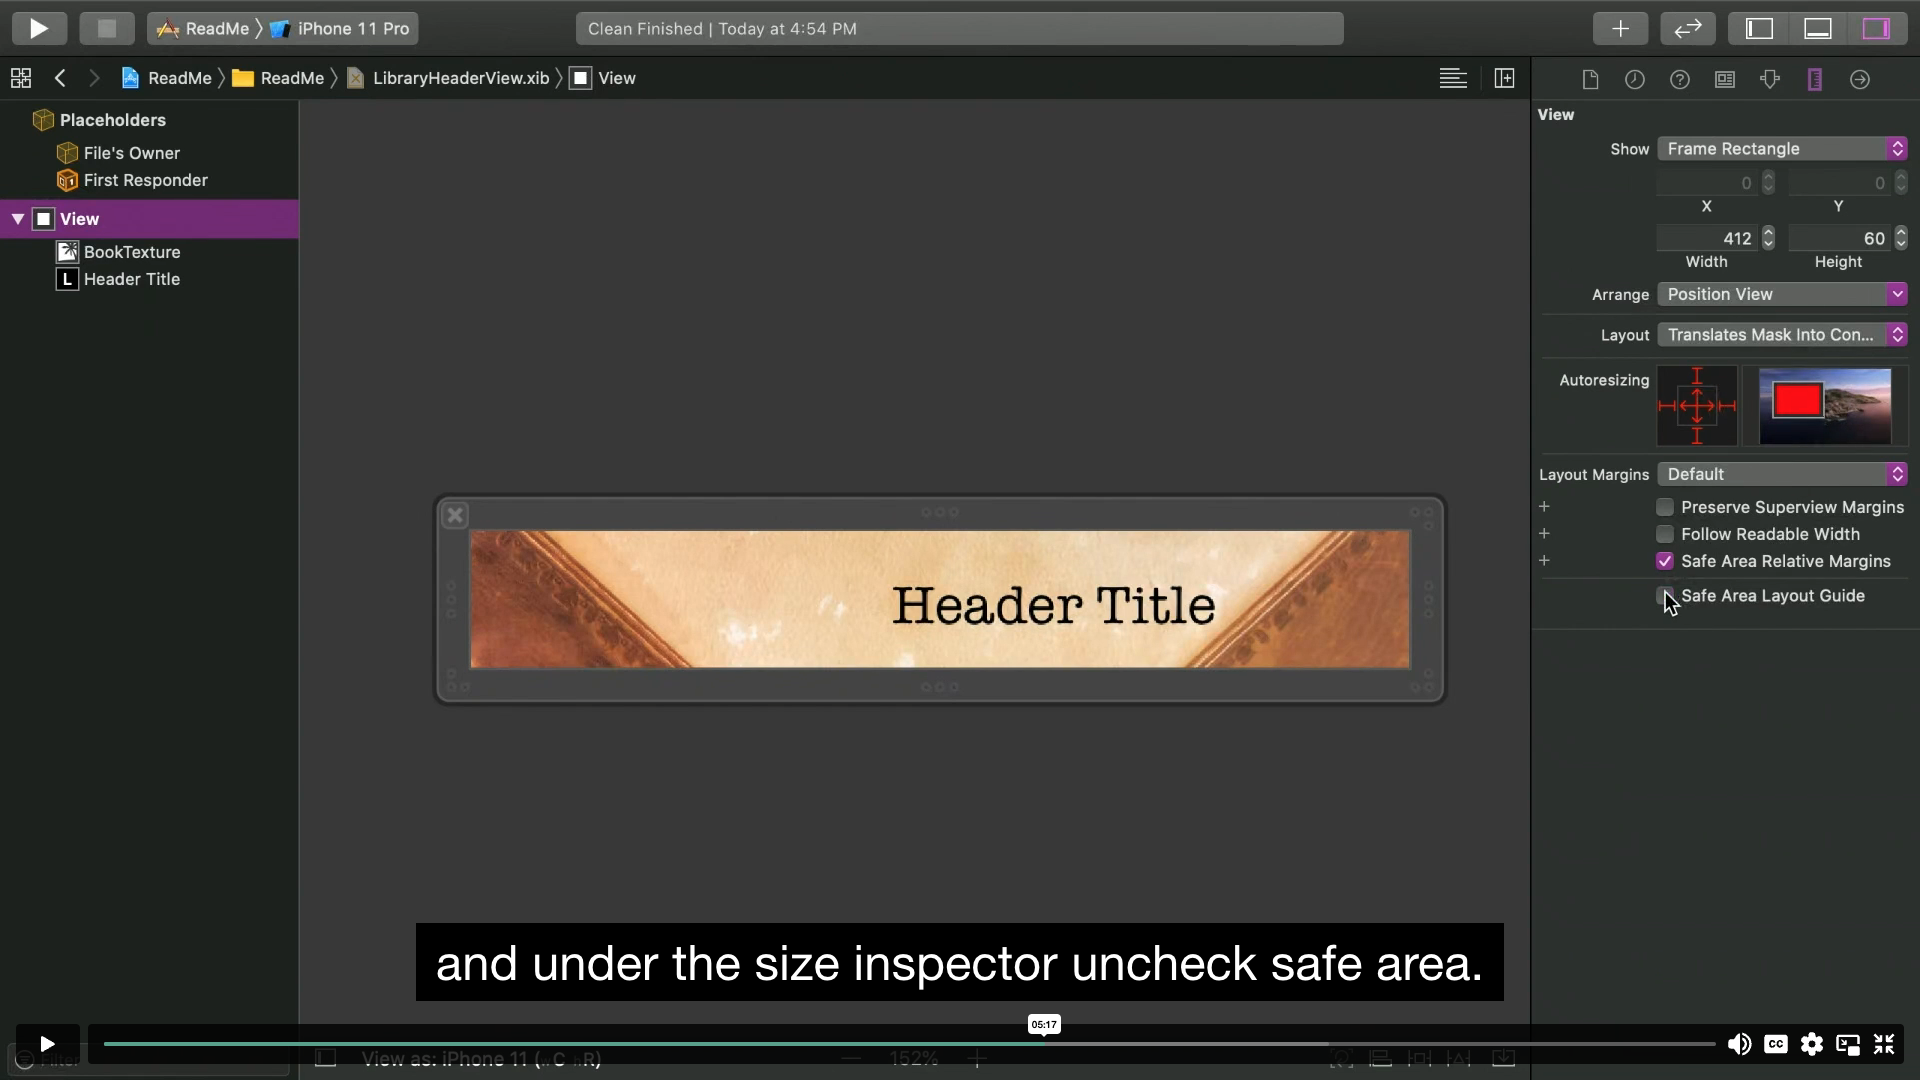 ReadMe iPhone 11 Pro
Clean Finished | Today at 4:54 PM
ReadMe ReadMe LibraryHeaderView.xib View
Placeholders
File's Owner
First Responder
View
BookTexture
L Header Title
Header Title
View
Show Frame Rectangle
0 0
X Y
412 60
Width Height
Arrange Position View
Layout Translates Mask Into Con...
Autoresizing
Layout Margins Default
+ Preserve Superview Margins
+ Follow Readable Width
+ Safe Area Relative Margins
Safe Area Layout Guide
and under the size inspector uncheck safe area.
05:17
CC
Filter
View as: iPhone 11 (wC hR)
152%